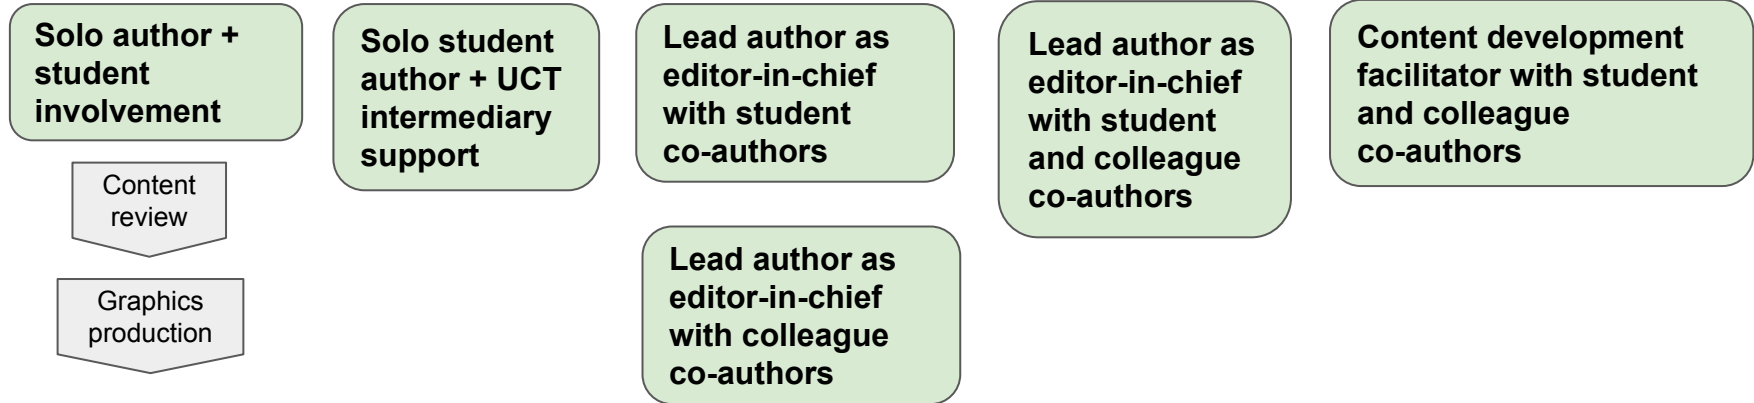 Solo author +
student
involvement
Content
review
Graphics
production
Solo student
author + UCT
intermediary
support
Lead author as
editor-in-chief
with student
co-authors
Lead author as
editor-in-chief
with colleague
co-authors
Lead author as
editor-in-chief
with student
and colleague
co-authors
Content development
facilitator with student
and colleague
co-authors